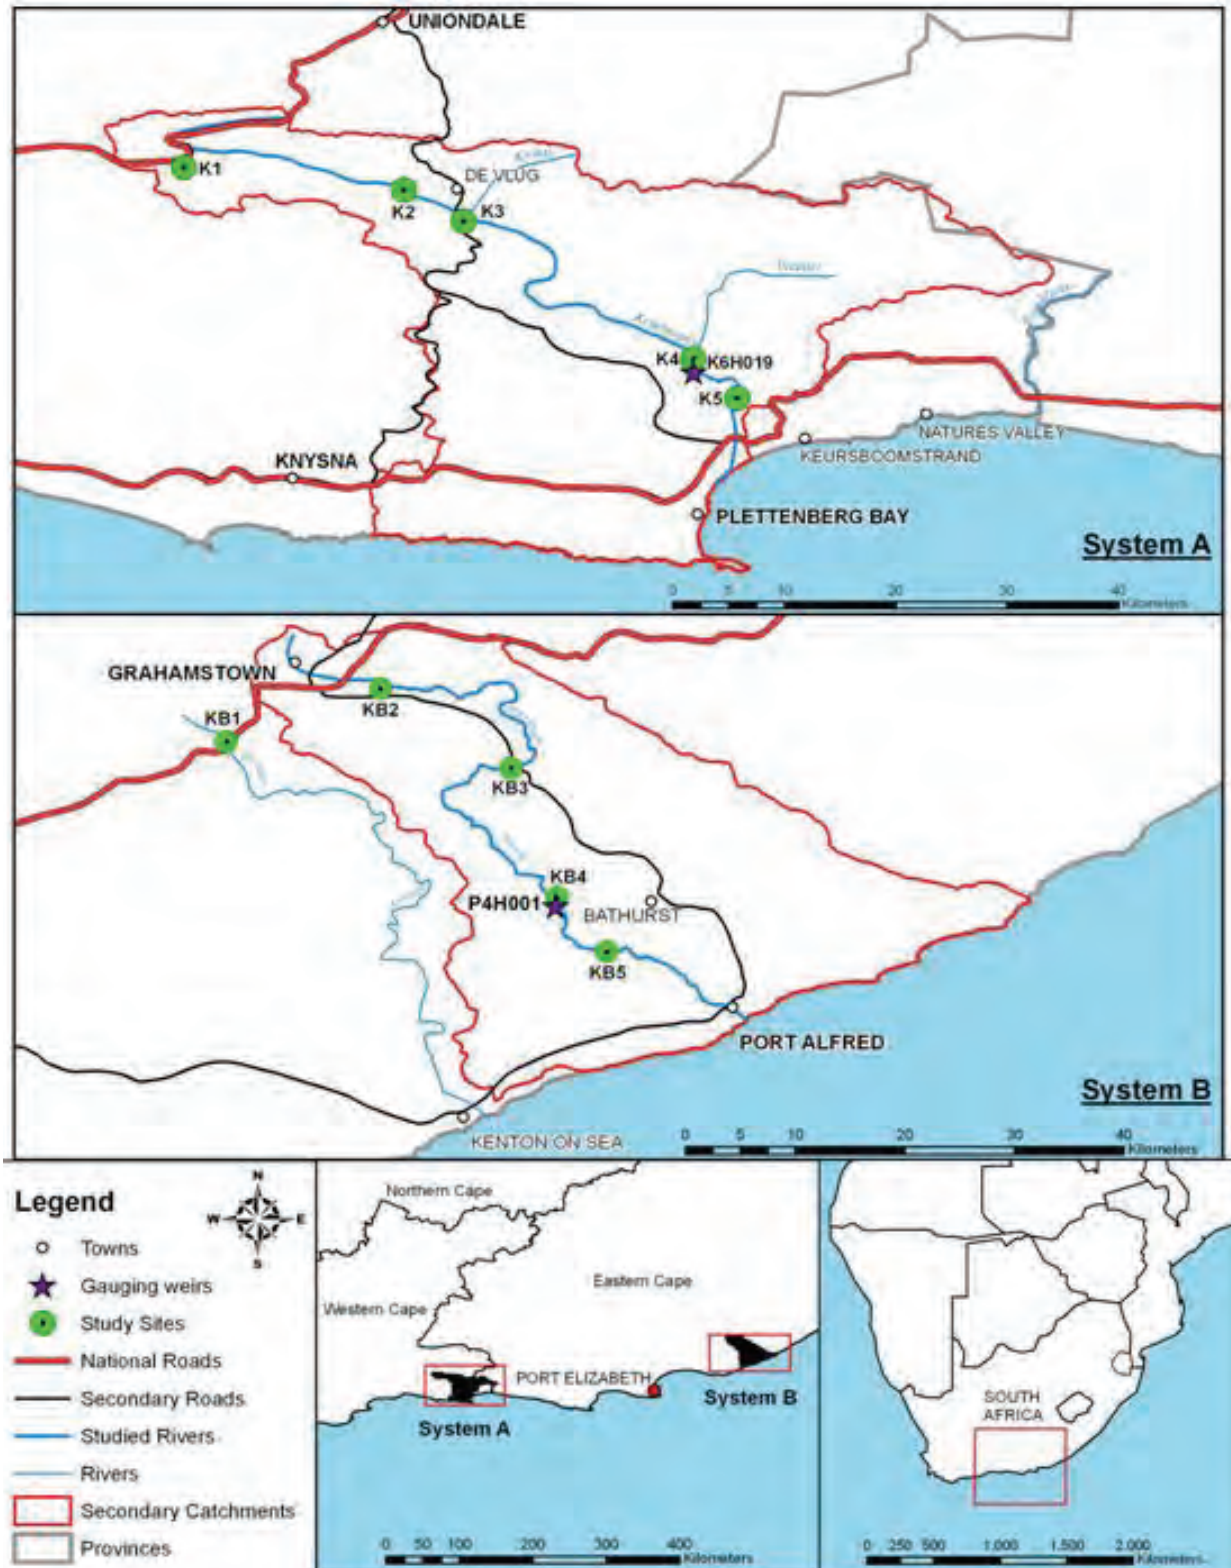 UNIONDALE
K1
DE VLUG
K2
K3
K4
K6H019
K5
NATURES VALLEY
KEURSBOOMSTRAND
KNYSNA
PLETTENBERG BAY
System A
0 5 10 20 30 40
Kilometers
GRAHAMSTOWN
KB1
KB2
KB3
KB4
P4H001
BATHURST
KB5
PORT ALFRED
System B
KENTON ON SEA
0 5 10 20 30 40
Kilometers
Legend
N
W E
S
Towns
Gauging weirs
Study Sites
National Roads
Secondary Roads
Studied Rivers
Rivers
Secondary Catchments
Provinces
Northern Cape
Eastern Cape
Western Cape
PORT ELIZABETH
System B
System A
0 50 100 200 300 400
Kilometers
SOUTH
AFRICA
0 250 500 1,000 1,500 2,000
Kilometers